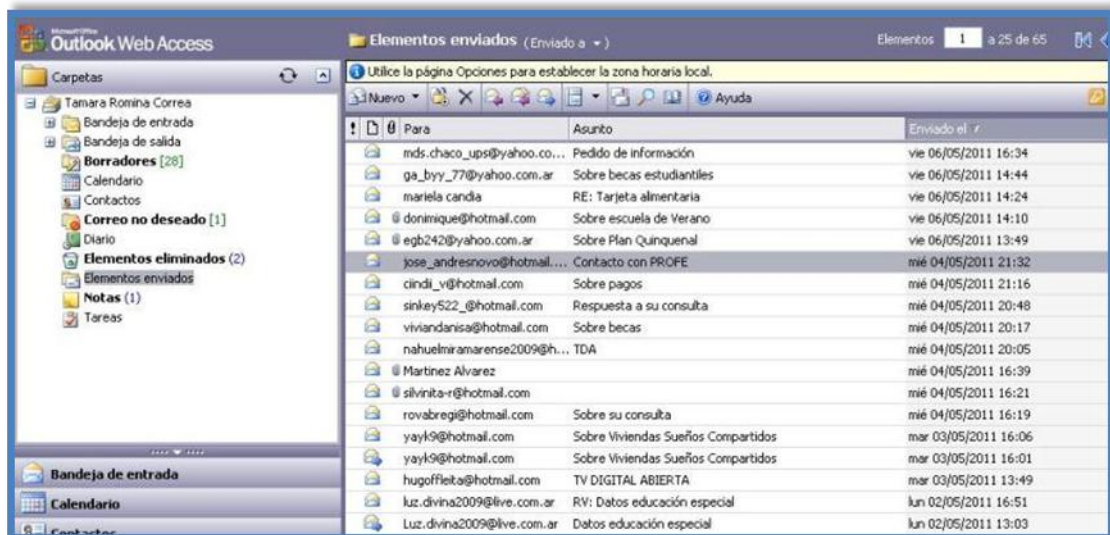 Microsoft Office
Outlook Web Access
Elementos enviados (Enviado a)
Elementos 1 a 25 de 65
Carpetas
Utilice la página Opciones para establecer la zona horaria local.
Nuevo Ayuda
Tamara Romina Correa
Bandeja de entrada
Bandeja de salida
Borradores [28]
Calendario
Contactos
Correo no deseado [1]
Diario
Elementos eliminados (2)
Elementos enviados
Notas (1)
Tareas
Bandeja de entrada
Calendario
Contactos
! Para Asunto Enviado el
mds.chaco_ups@yahoo.co... Pedido de información vie 06/05/2011 16:34
ga_byy_77@yahoo.com.ar Sobre becas estudiantiles vie 06/05/2011 14:44
mariela candia RE: Tarjeta alimentaria vie 06/05/2011 14:24
donimique@hotmail.com Sobre escuela de Verano vie 06/05/2011 14:10
egb242@yahoo.com.ar Sobre Plan Quinquenal vie 06/05/2011 13:49
jose_andresnovo@hotmail.... Contacto con PROFE mié 04/05/2011 21:32
ciindii_v@hotmail.com Sobre pagos mié 04/05/2011 21:16
sinkey522_@hotmail.com Respuesta a su consulta mié 04/05/2011 20:48
viviandanisa@hotmail.com Sobre becas mié 04/05/2011 20:17
nahuelmiramarense2009@h... TDA mié 04/05/2011 20:05
Martinez Alvarez mié 04/05/2011 16:39
silvinita-r@hotmail.com mié 04/05/2011 16:21
rovabregi@hotmail.com Sobre su consulta mié 04/05/2011 16:19
yayk9@hotmail.com Sobre Viviendas Sueños Compartidos mar 03/05/2011 16:06
yayk9@hotmail.com Sobre Viviendas Sueños Compartidos mar 03/05/2011 16:01
hugoffleita@hotmail.com TV DIGITAL ABIERTA mar 03/05/2011 13:49
luz.divina2009@live.com.ar RV: Datos educación especial lun 02/05/2011 16:51
Luz.divina2009@live.com.ar Datos educación especial lun 02/05/2011 13:03